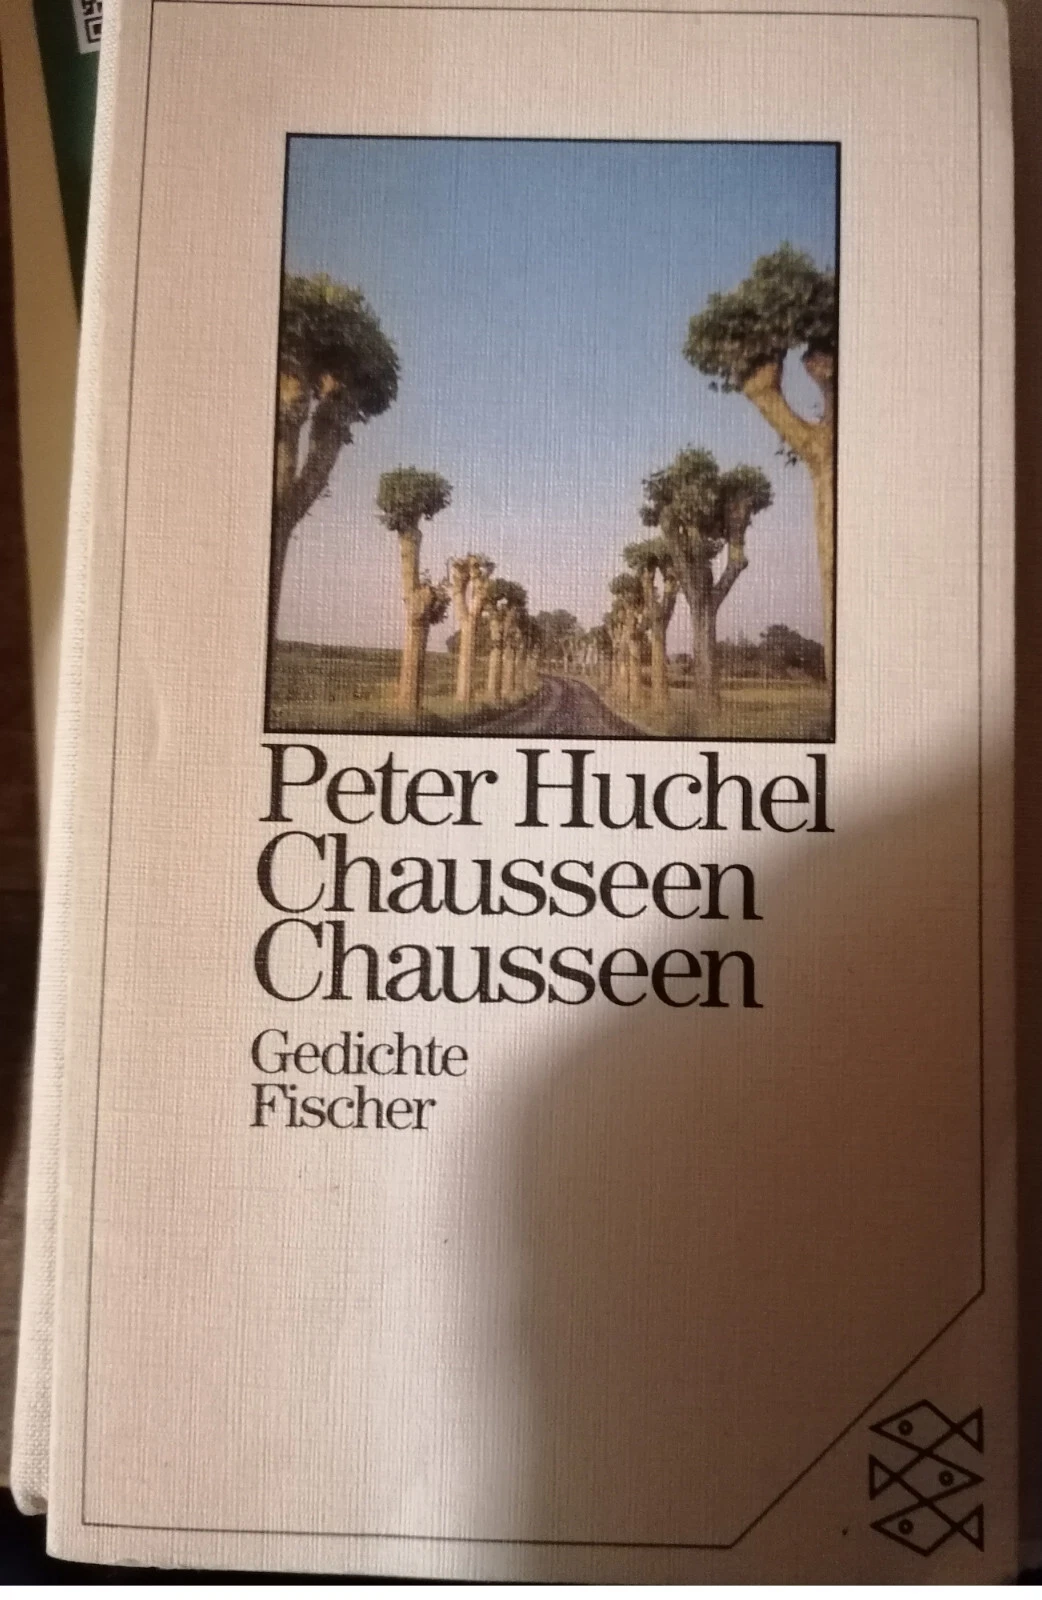 Peter Huchel
Chausseen
Chausseen
Gedichte
Fischer